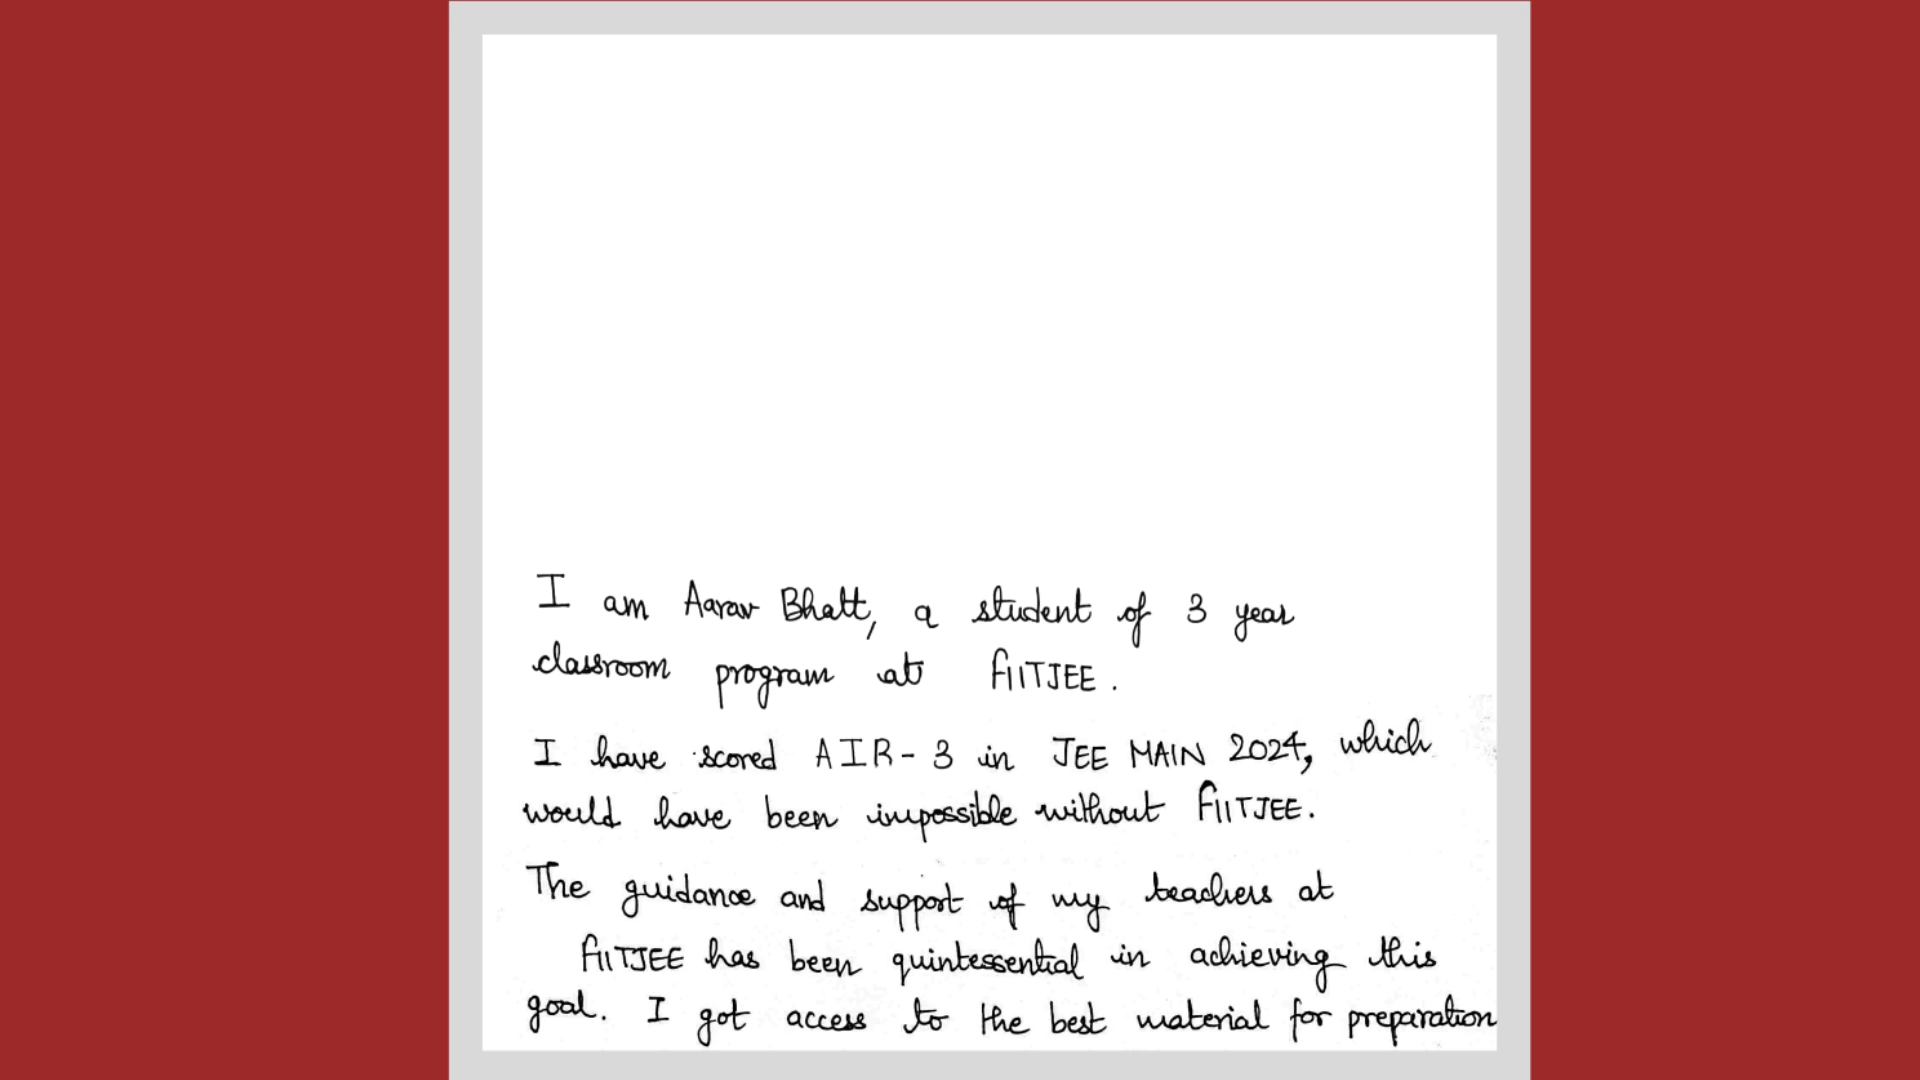 I am Aarav Bhatt, a student of 3 year
classroom program at FIITJEE.
I have scored AIR-3 in JEE MAIN 2024, which
would have been impossible without FIITJEE.
The guidance and support of my teachers at
FIITJEE has been quintessential in achieving this
goal. I got access to the best material for preparation